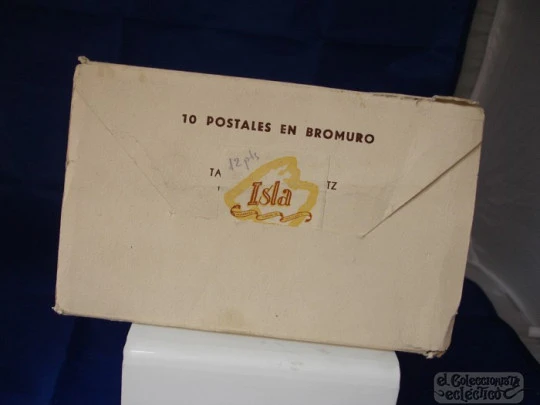 10 POSTALES EN BROMURO
12 pts
TA TZ
Isla
el Coleccionista
ecléctico